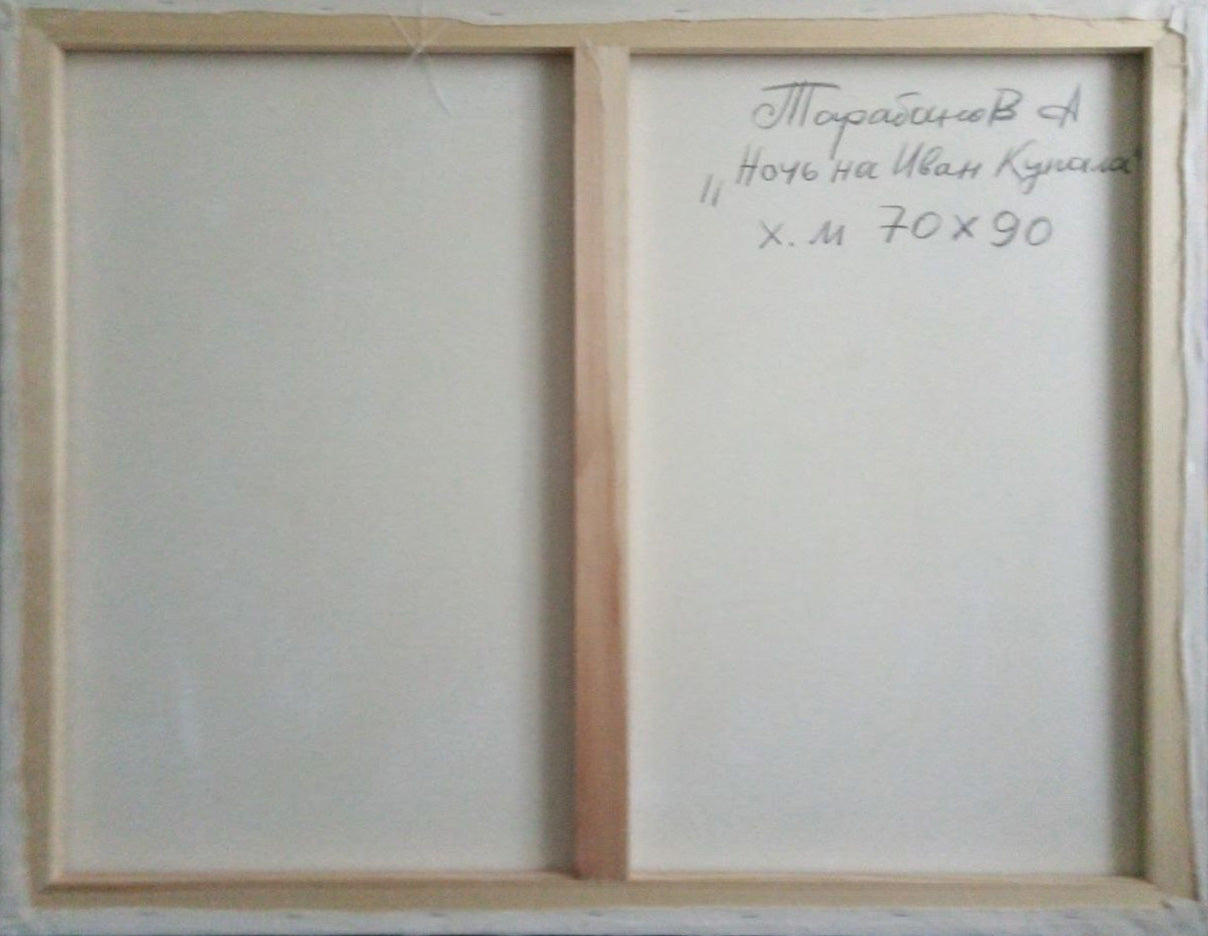 Тарабанов А
„Ночь на Иван Купала"
х. м 70 х 90